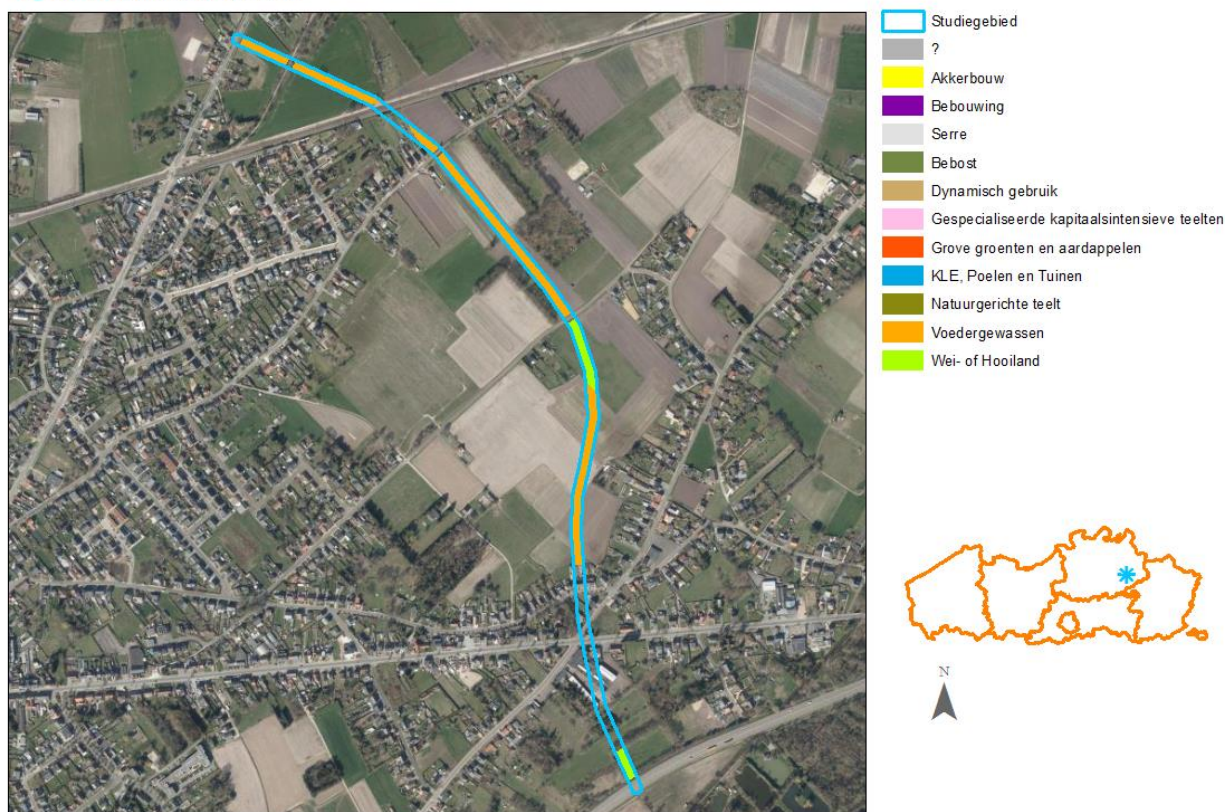 Studiegebied
?
Akkerbouw
Bebouwing
Serre
Bebost
Dynamisch gebruik
Gespecialiseerde kapitaalsintensieve teelten
Grove groenten en aardappelen
KLE, Poelen en Tuinen
Natuurgerichte teelt
Voedergewassen
Wei- of Hooiland
N